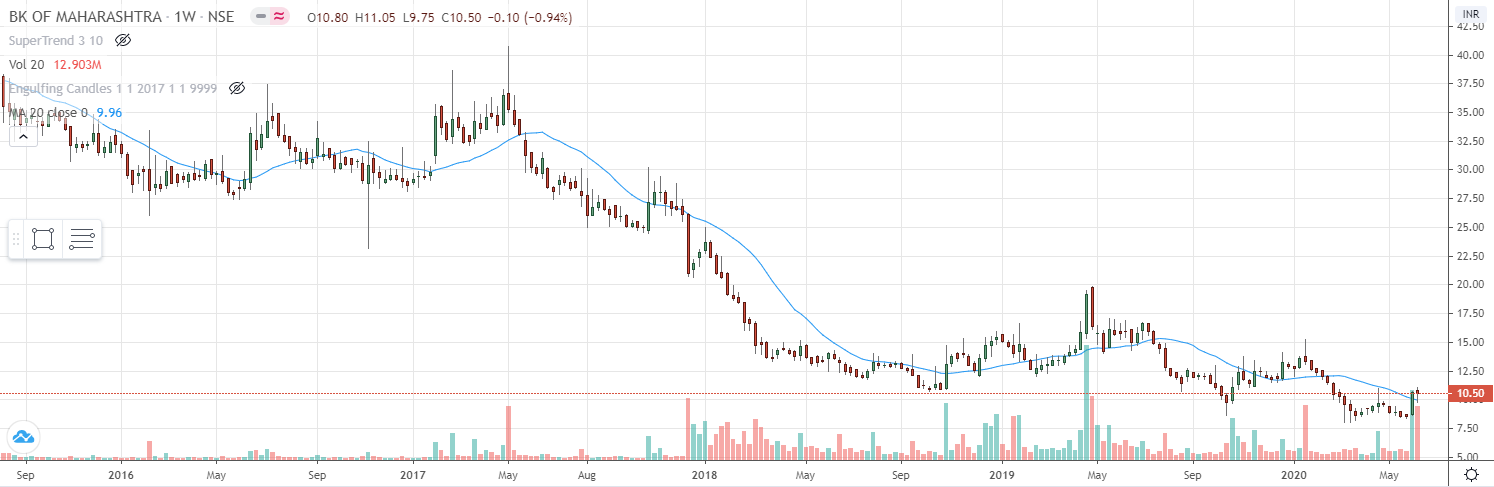 BK OF MAHARASHTRA · 1W · NSE O10.80 H11.05 L9.75 C10.50 −0.10 (−0.94%)
INR
SuperTrend 3 10
Vol 20 12.903M
Engulfing Candles 1 1 2017 1 1 9999
MA 20 close 0 9.96
42.50
40.00
37.50
35.00
32.50
30.00
27.50
25.00
22.50
20.00
17.50
15.00
12.50
10.50
7.50
5.00
Sep 2016 May Sep 2017 May Aug 2018 May Sep 2019 May Sep 2020 May